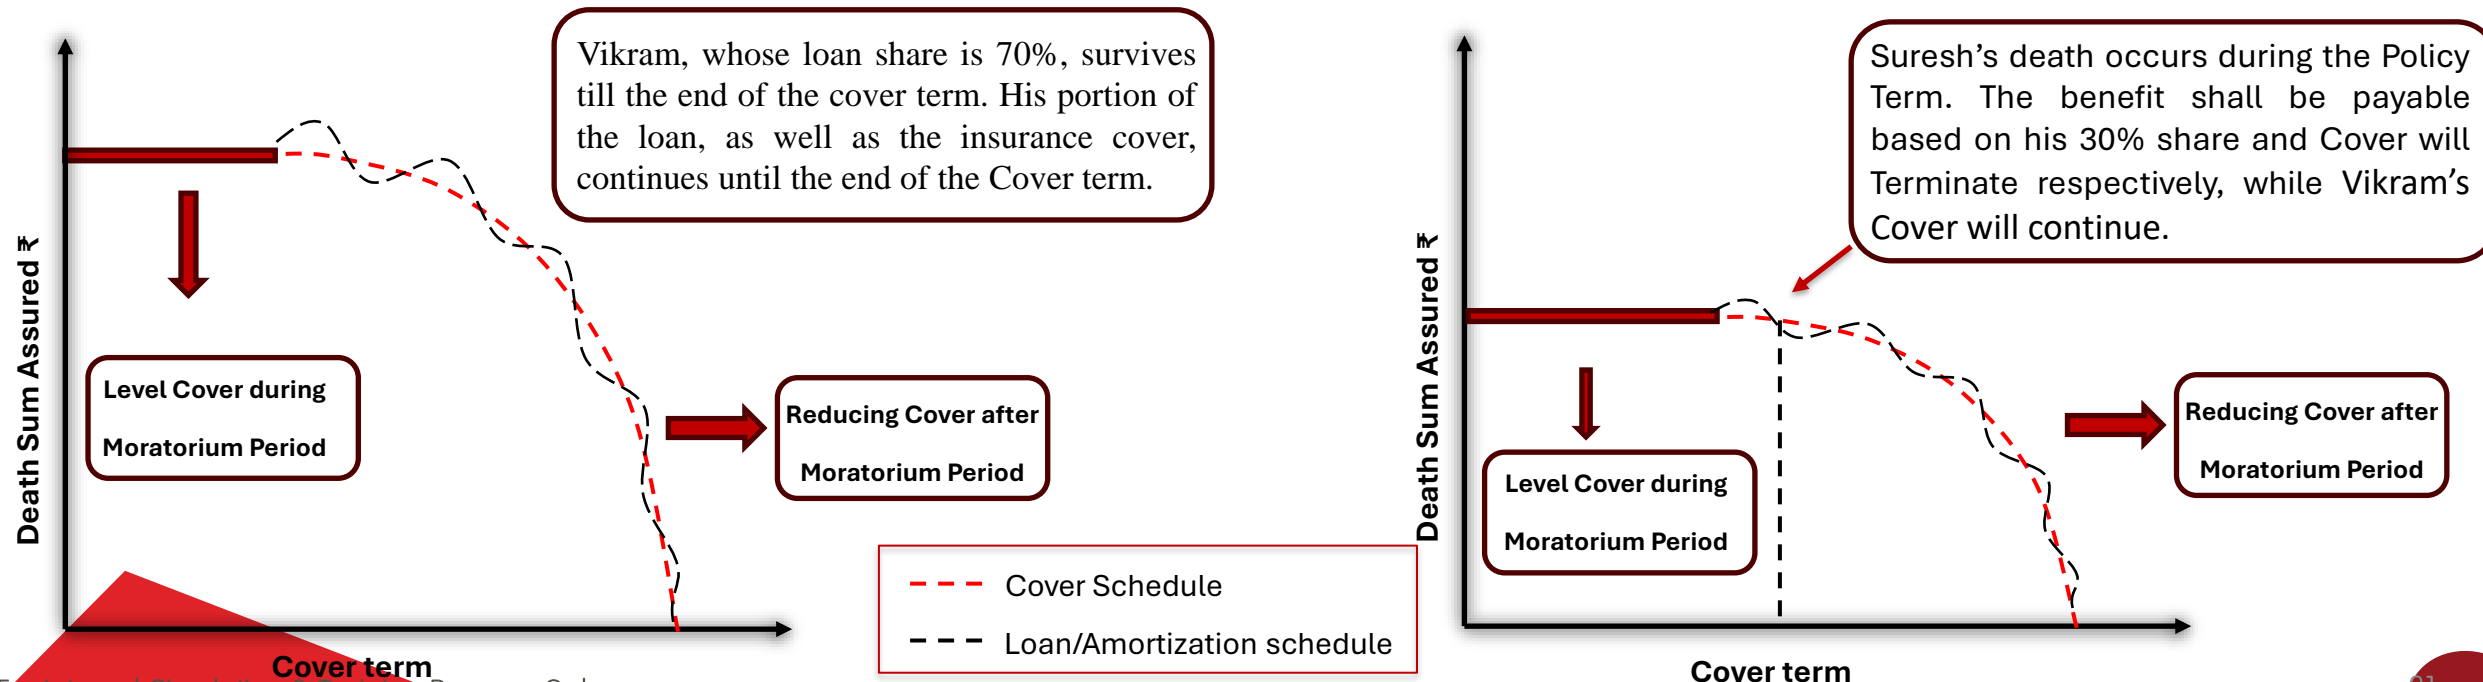 Vikram, whose loan share is 70%, survives
till the end of the cover term. His portion of
the loan, as well as the insurance cover,
continues until the end of the Cover term.
Death Sum Assured ₹
Level Cover during
Moratorium Period
Reducing Cover after
Moratorium Period
Cover term
Cover Schedule
Loan/Amortization schedule
Suresh's death occurs during the Policy
Term. The benefit shall be payable
based on his 30% share and Cover will
Terminate respectively, while Vikram's
Cover will continue.
Death Sum Assured ₹
Level Cover during
Moratorium Period
Reducing Cover after
Moratorium Period
Cover term